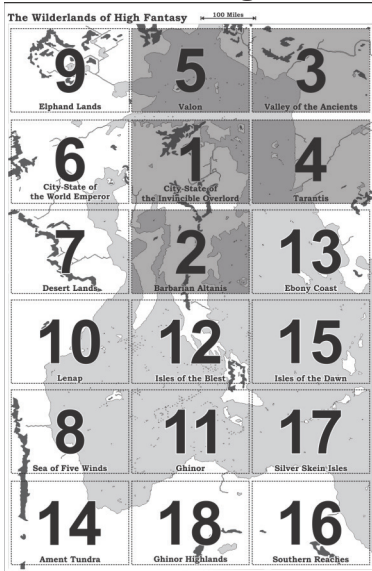 The Wilderlands of High Fantasy
100 Miles
9
Elphand Lands
5
Valon
3
Valley of the Ancients
6
City-State of
the World Emperor
1
City-State of
the Invincible Overlord
4
Tarantis
7
Desert Lands
2
Barbarian Altanis
13
Ebony Coast
10
Lenap
12
Isles of the Blest
15
Isles of the Dawn
8
Sea of Five Winds
11
Ghinor
17
Silver Skein Isles
14
Ament Tundra
18
Ghinor Highlands
16
Southern Reaches